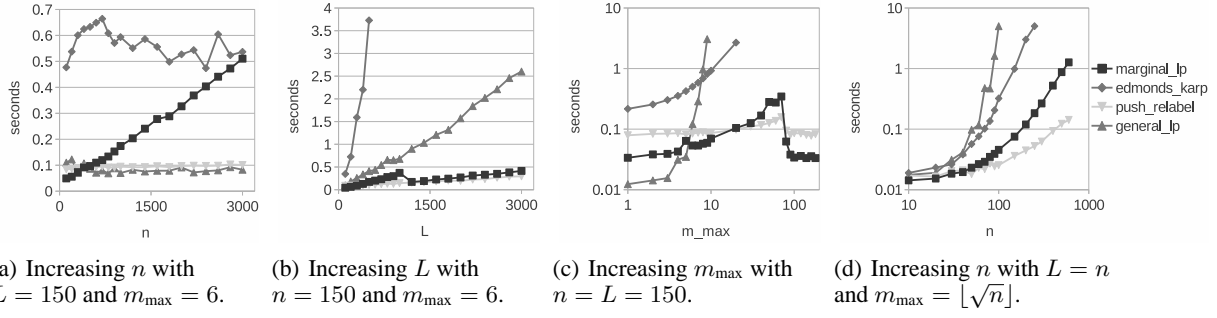 0.7
0.6
0.5
0.4
0.3
0.2
0.1
0
seconds
0 1500 3000
n
4
3.5
3
2.5
2
1.5
1
0.5
0
seconds
0 1500 3000
L
10
1
0.1
0.01
seconds
1 10 100
m_max
10
1
0.1
0.01
seconds
10 100 1000
n
marginal_lp
edmonds_karp
push_relabel
general_lp
a) Increasing n with
L = 150 and m_max = 6.
(b) Increasing L with
n = 150 and m_max = 6.
(c) Increasing m_max with
n = L = 150.
(d) Increasing n with L = n
and m_max = ⌊√n⌋.